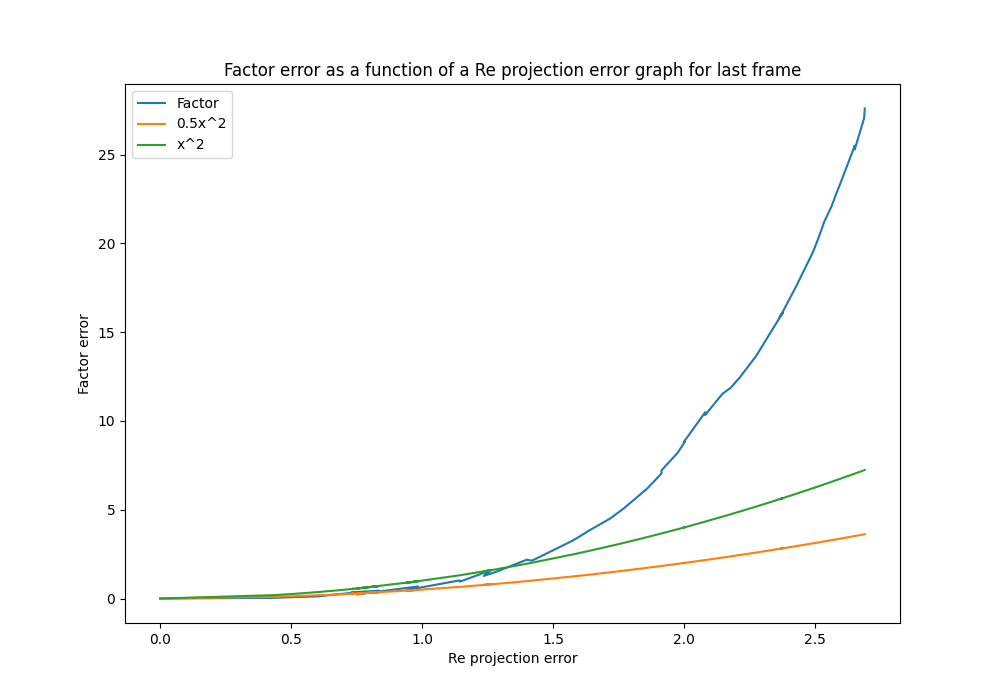 Factor error as a function of a Re projection error graph for last frame
Factor
0.5x^2
x^2
25
20
15
10
5
0
Factor error
0.0 0.5 1.0 1.5 2.0 2.5
Re projection error